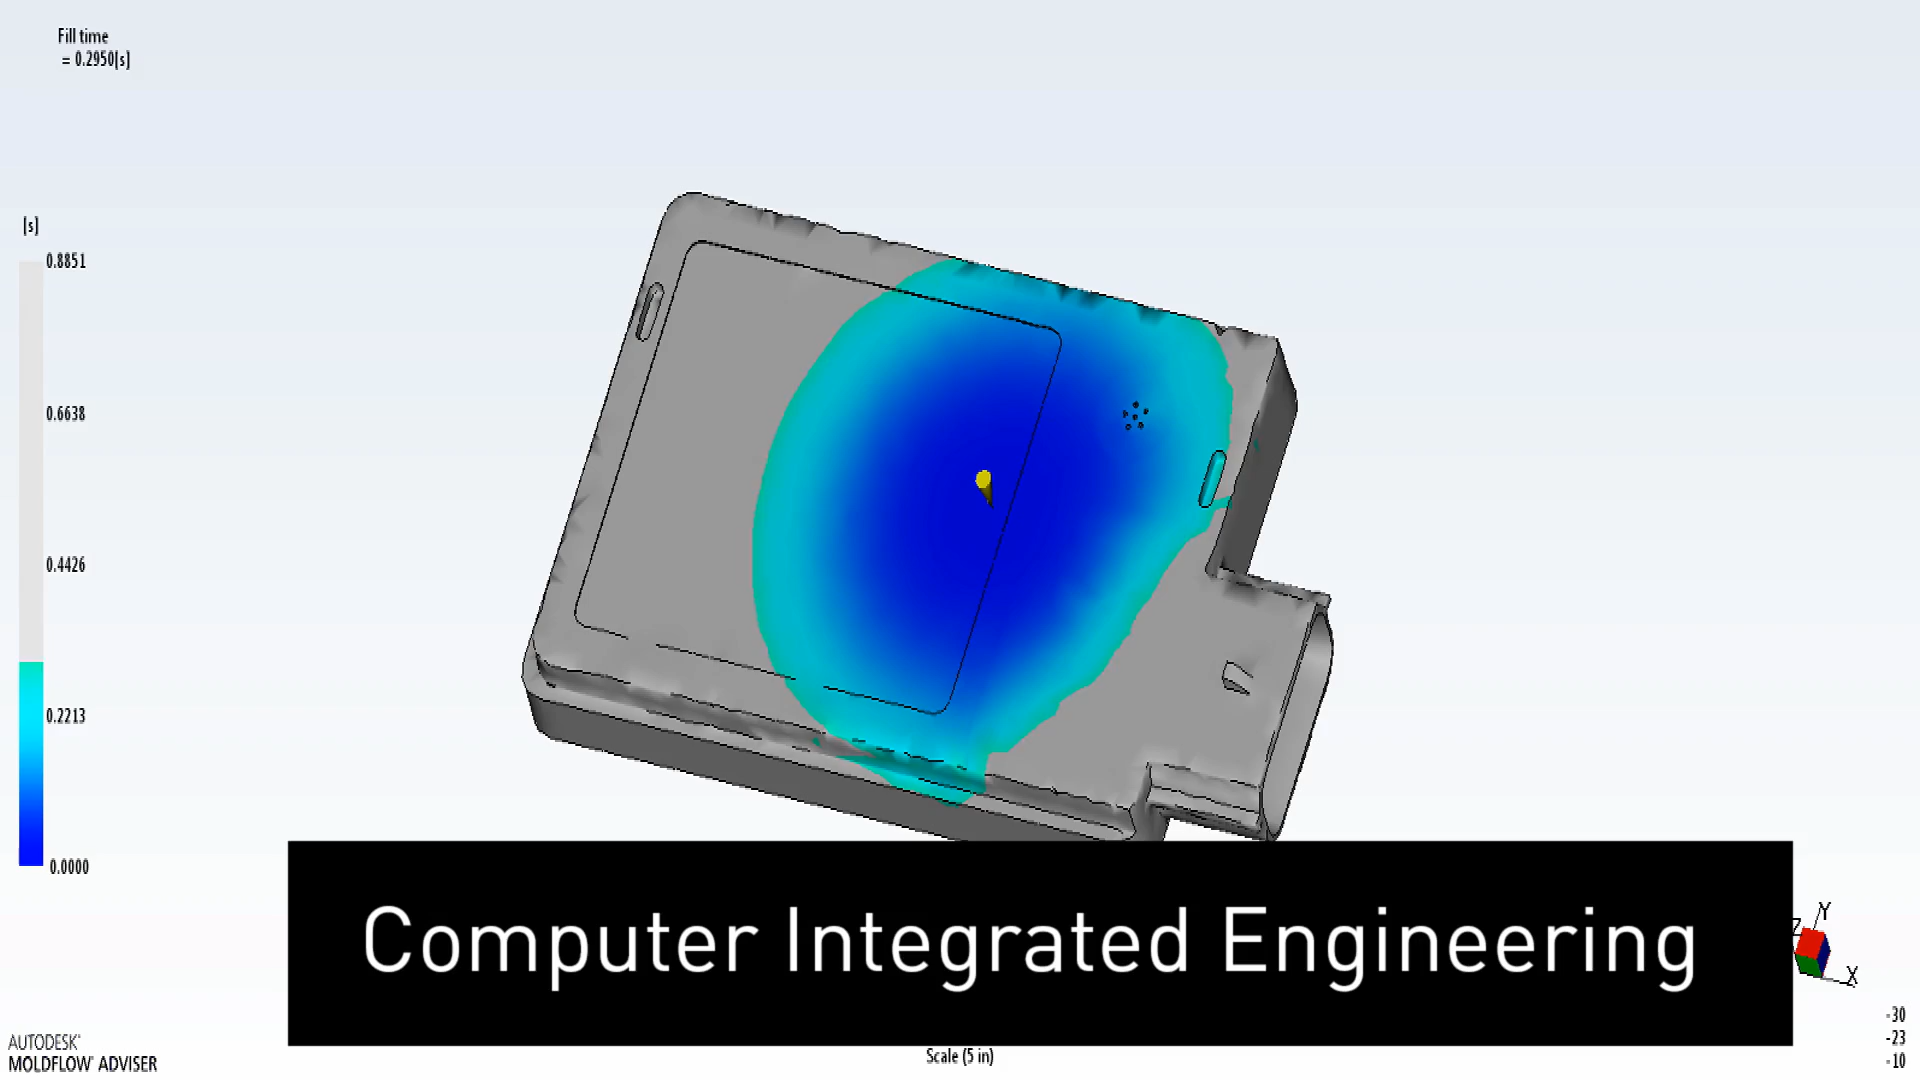 Fill time
= 0.2950[s]
[s]
0.8851
0.6638
0.4426
0.2213
0.0000
Computer Integrated Engineering
Z
Y
X
-30
-23
-10
Scale (5 in)
AUTODESK®
MOLDFLOW® ADVISER